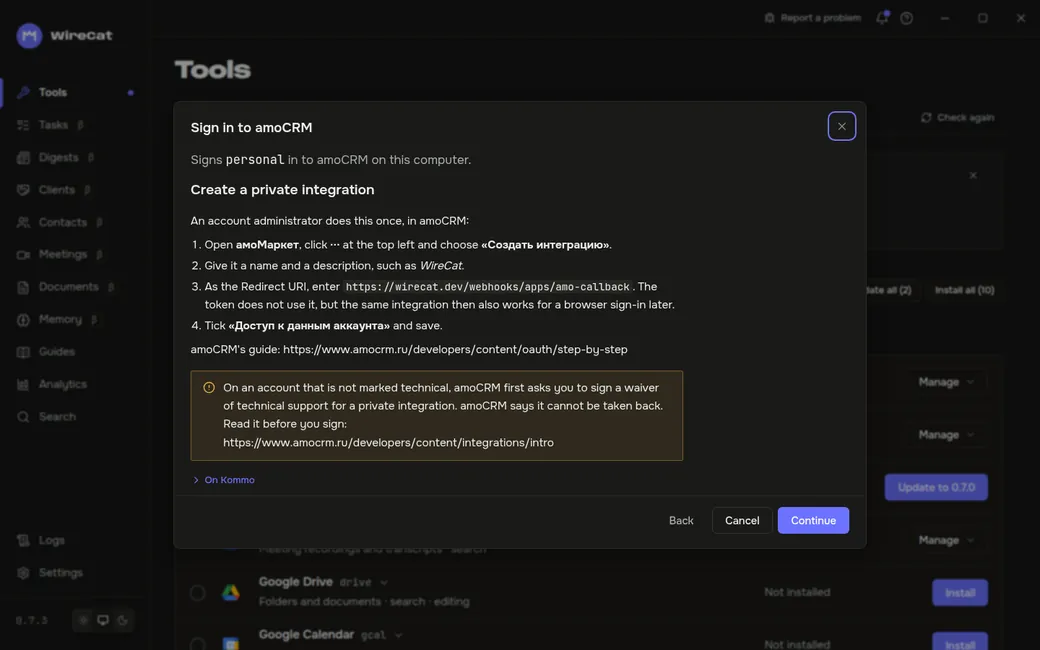 WireCat
Report a problem
Tools
Tools
Tasks β
Digests β
Clients β
Contacts β
Meetings β
Documents β
Memory β
Guides
Analytics
Search
Logs
Settings
0.7.3
Check again
Sign in to amoCRM
Signs personal in to amoCRM on this computer.
Create a private integration
An account administrator does this once, in amoCRM:
1. Open амоМаркет, click ··· at the top left and choose «Создать интеграцию».
2. Give it a name and a description, such as WireCat.
3. As the Redirect URI, enter https://wirecat.dev/webhooks/apps/amo-callback. The
token does not use it, but the same integration then also works for a browser sign-in later.
4. Tick «Доступ к данным аккаунта» and save.
amoCRM's guide: https://www.amocrm.ru/developers/content/oauth/step-by-step
On an account that is not marked technical, amoCRM first asks you to sign a waiver
of technical support for a private integration. amoCRM says it cannot be taken back.
Read it before you sign:
https://www.amocrm.ru/developers/content/integrations/intro
On Kommo
Back
Cancel
Continue
all (2)
Install all (10)
Manage
Manage
Update to 0.7.0
Meeting recordings and transcripts · search
Manage
Google Drive drive
Folders and documents · search · editing
Not installed
Install
Google Calendar gcal
Not installed
Install